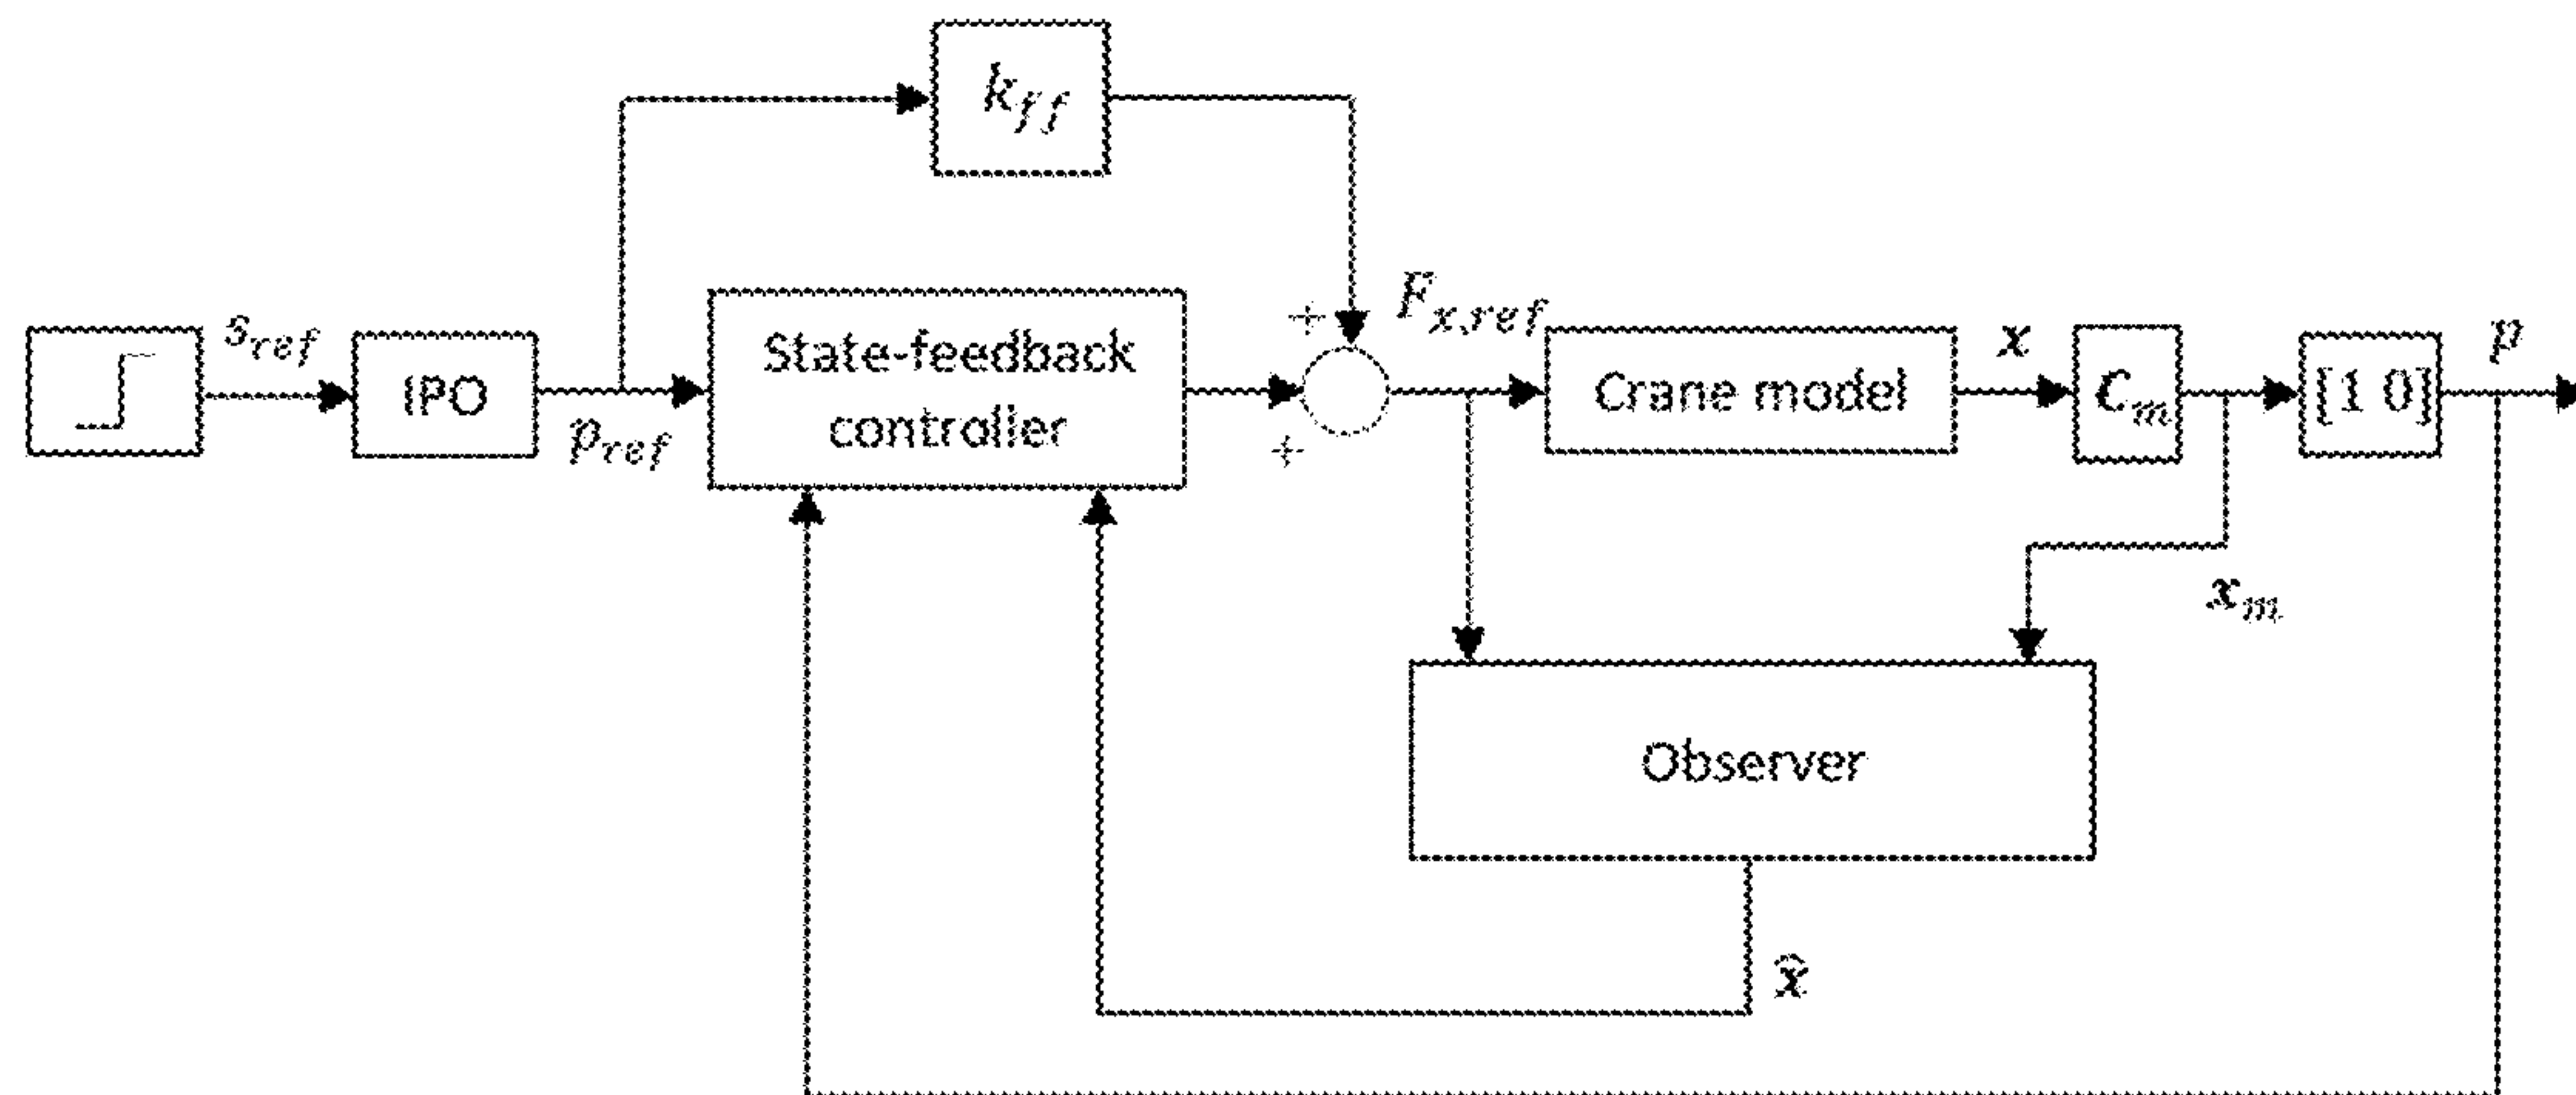 k_ff
s_ref
IPO
p_ref
State-feedback
controller
+
+
F_x,ref
Crane model
x
C_m
[1 0]
p
x_m
Observer
x̂